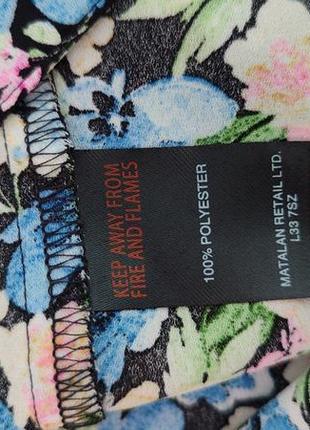 KEEP AWAY FROM
FIRE AND FLAMES
100% POLYESTER
MATALAN RETAIL LTD.
L33 7SZ